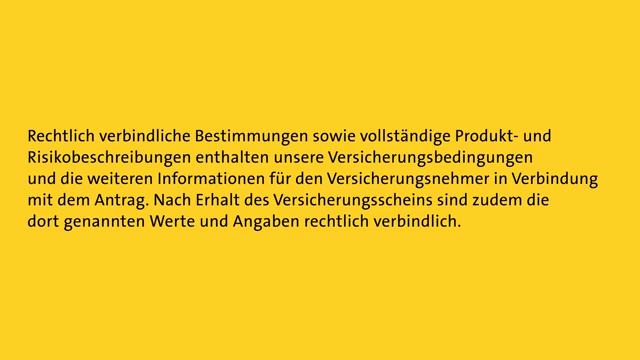 Rechtlich verbindliche Bestimmungen sowie vollständige Produkt- und
Risikobeschreibungen enthalten unsere Versicherungsbedingungen
und die weiteren Informationen für den Versicherungsnehmer in Verbindung
mit dem Antrag. Nach Erhalt des Versicherungsscheins sind zudem die
dort genannten Werte und Angaben rechtlich verbindlich.